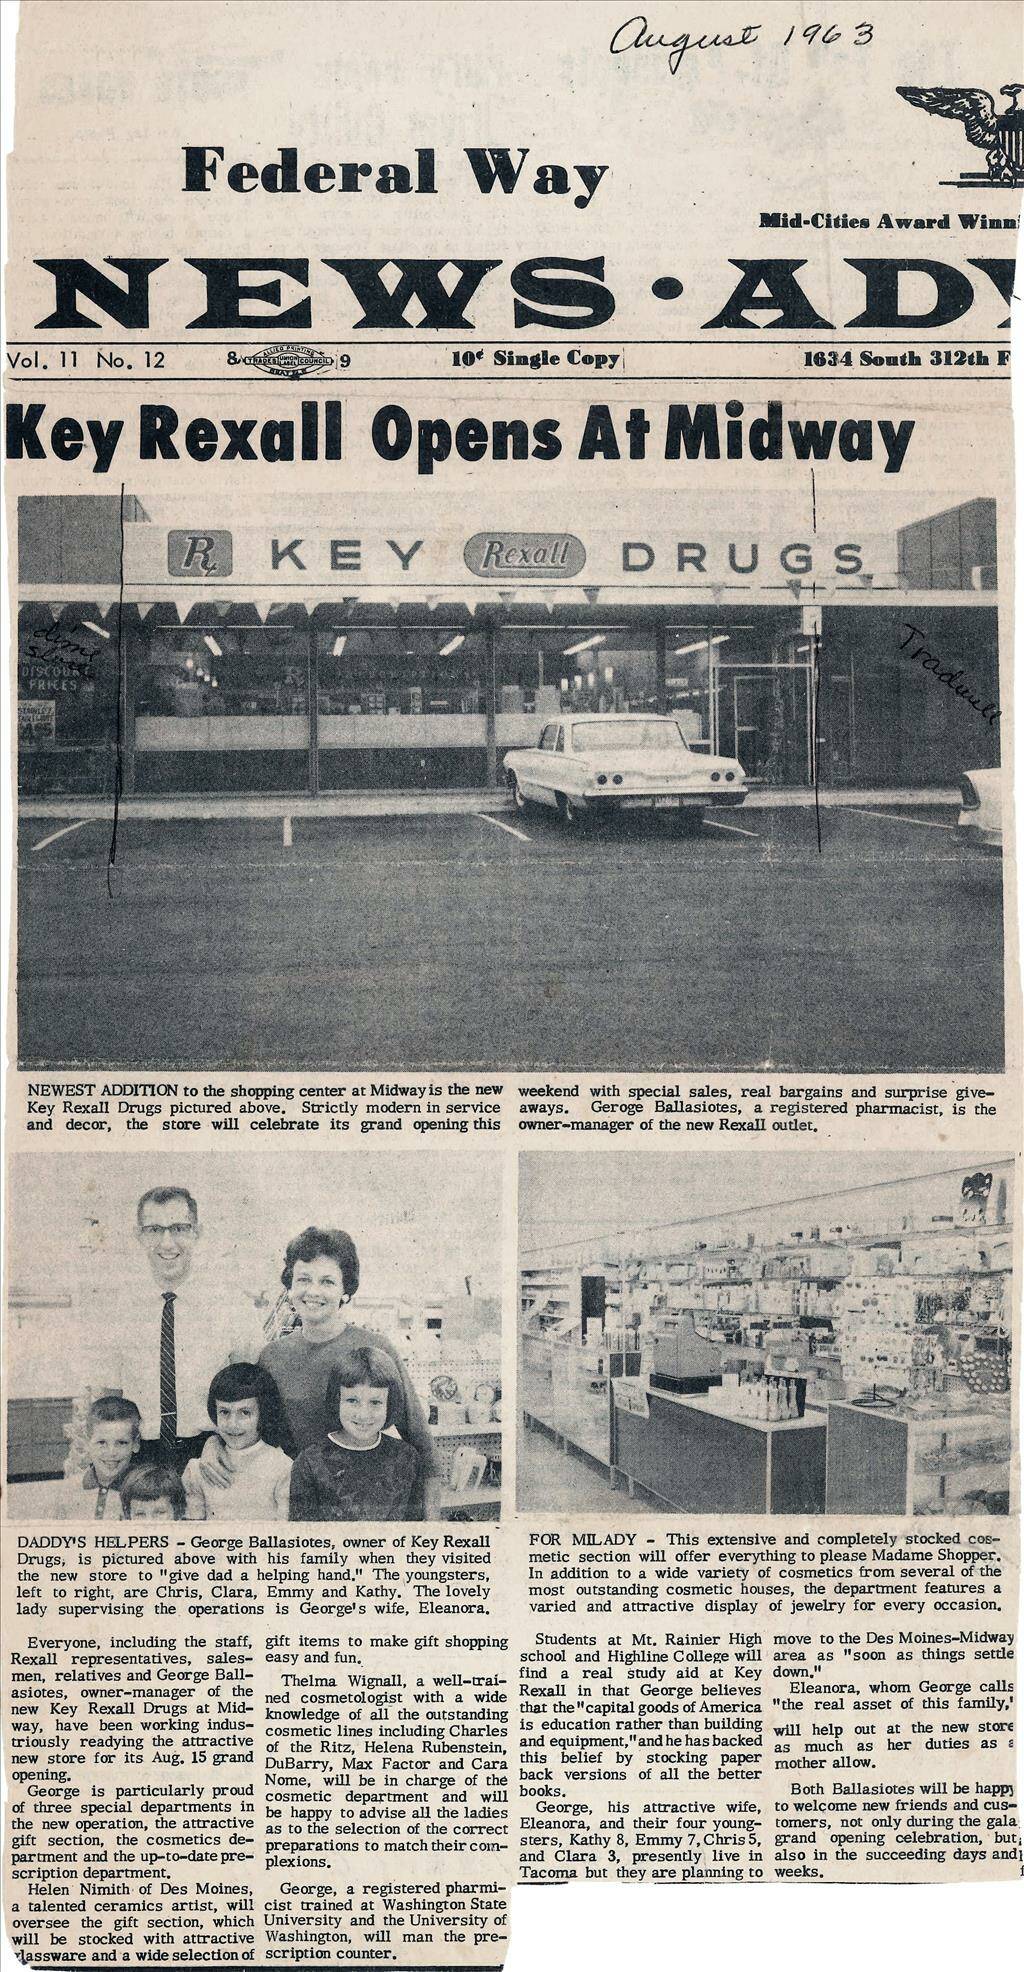 August 1963
Federal Way
Mid-Cities Award Winn
NEWS • ADV
Vol. 11 No. 12
&
ALLIED PRINTING
TRADES UNION LABEL COUNCIL
SEATTLE
9
10¢ Single Copy
1634 South 312th
Key Rexall Opens At Midway
Rx KEY Rexall DRUGS
dime
store
DISCOUNT
PRICES
Tradwell
NEWEST ADDITION to the shopping center at Midway is the new
Key Rexall Drugs pictured above. Strictly modern in service
and decor, the store will celebrate its grand opening this
weekend with special sales, real bargains and surprise give-
aways. Geroge Ballasiotes, a registered pharmacist, is the
owner-manager of the new Rexall outlet.
DADDY'S HELPERS - George Ballasiotes, owner of Key Rexall
Drugs, is pictured above with his family when they visited
the new store to "give dad a helping hand." The youngsters,
left to right, are Chris, Clara, Emmy and Kathy. The lovely
lady supervising the operations is George's wife, Eleanora.
FOR MILADY - This extensive and completely stocked cos-
metic section will offer everything to please Madame Shopper.
In addition to a wide variety of cosmetics from several of the
most outstanding cosmetic houses, the department features a
varied and attractive display of jewelry for every occasion.
Everyone, including the staff,
Rexall representatives, sales-
men, relatives and George Ball-
asiotes, owner-manager of the
new Key Rexall Drugs at Mid-
way, have been working indus-
triously readying the attractive
new store for its Aug. 15 grand
opening.
George is particularly proud
of three special departments in
the new operation, the attractive
gift section, the cosmetics de-
partment and the up-to-date pre-
scription department.
Helen Nimith of Des Moines,
a talented ceramics artist, will
oversee the gift section, which
will be stocked with attractive
glassware and a wide selection of
gift items to make gift shopping
easy and fun.
Thelma Wignall, a well-trai-
ned cosmetologist with a wide
knowledge of all the outstanding
cosmetic lines including Charles
of the Ritz, Helena Rubenstein,
DuBarry, Max Factor and Cara
Nome, will be in charge of the
cosmetic department and will
be happy to advise all the ladies
as to the selection of the correct
preparations to match their com-
plexions.
George, a registered pharmi-
cist trained at Washington State
University and the University of
Washington, will man the pre-
scription counter.
Students at Mt. Rainier High
school and Highline College will
find a real study aid at Key
Rexall in that George believes
that the "capital goods of America
is education rather than building
and equipment," and he has backed
this belief by stocking paper
back versions of all the better
books.
George, his attractive wife,
Eleanora, and their four young-
sters, Kathy 8, Emmy 7, Chris 5,
and Clara 3, presently live in
Tacoma but they are planning to
move to the Des Moines-Midway
area as "soon as things settle
down."
Eleanora, whom George calls
"the real asset of this family,"
will help out at the new store
as much as her duties as a
mother allow.
Both Ballasiotes will be happy
to welcome new friends and cus-
tomers, not only during the gala
grand opening celebration, but
also in the succeeding days and
weeks.